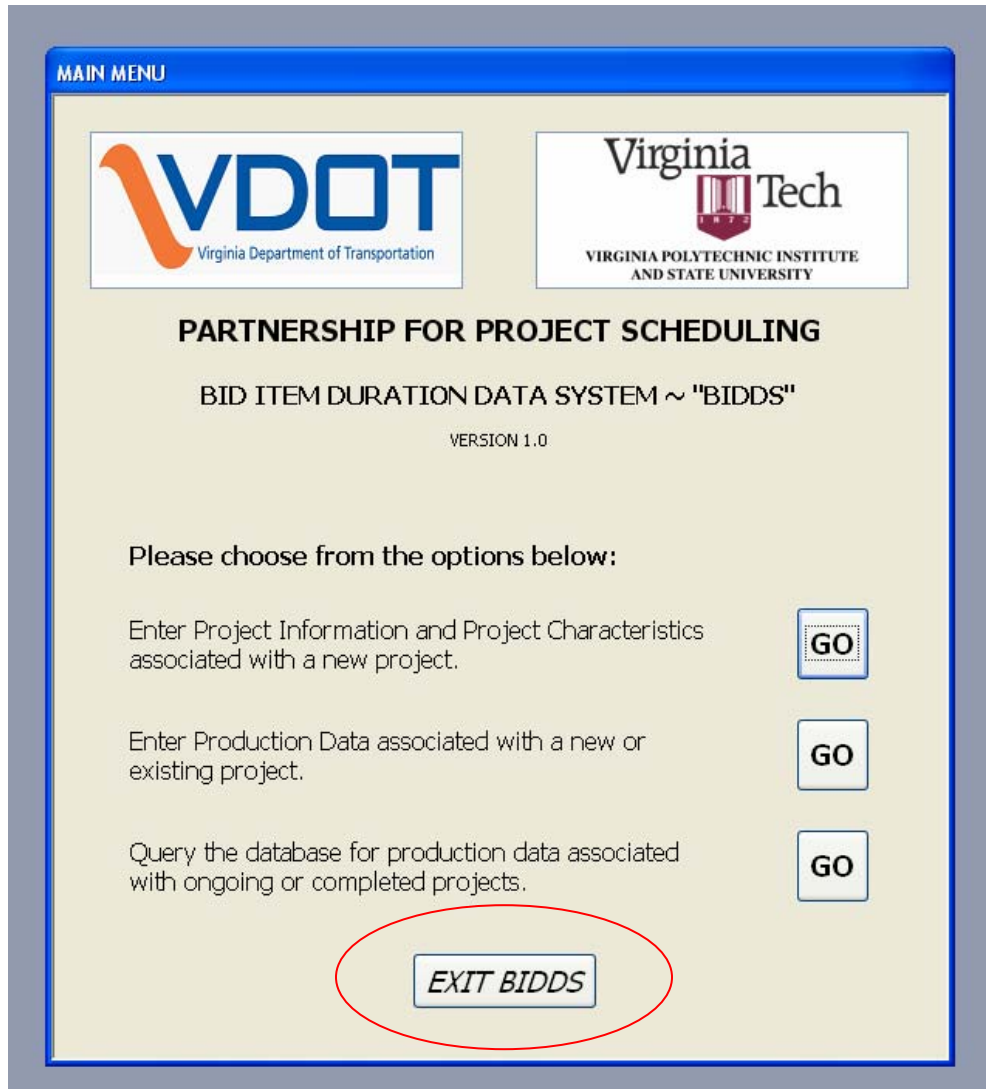 MAIN MENU
VDOT
Virginia Department of Transportation
Virginia
Tech
1872
VIRGINIA POLYTECHNIC INSTITUTE
AND STATE UNIVERSITY
PARTNERSHIP FOR PROJECT SCHEDULING
BID ITEM DURATION DATA SYSTEM ~ "BIDDS"
VERSION 1.0
Please choose from the options below:
Enter Project Information and Project Characteristics
associated with a new project.
GO
Enter Production Data associated with a new or
existing project.
GO
Query the database for production data associated
with ongoing or completed projects.
GO
EXIT BIDDS